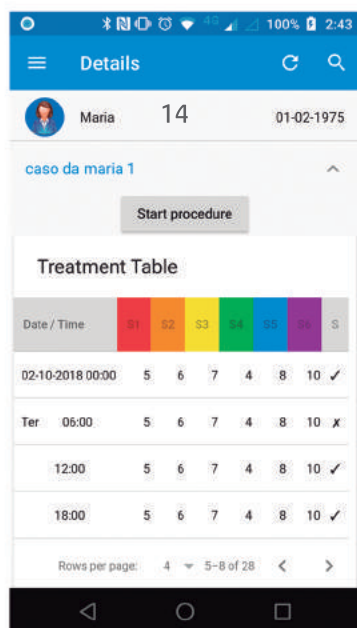 4G 100% 2:43
Details
Maria 14 01-02-1975
caso da maria 1
Start procedure
Treatment Table
Date / Time S1 S2 S3 S4 S5 S6 S
02-10-2018 00:00 5 6 7 4 8 10 ✓
Ter 06:00 5 6 7 4 8 10 ✗
12:00 5 6 7 4 8 10 ✓
18:00 5 6 7 4 8 10 ✓
Rows per page: 4 5-8 of 28